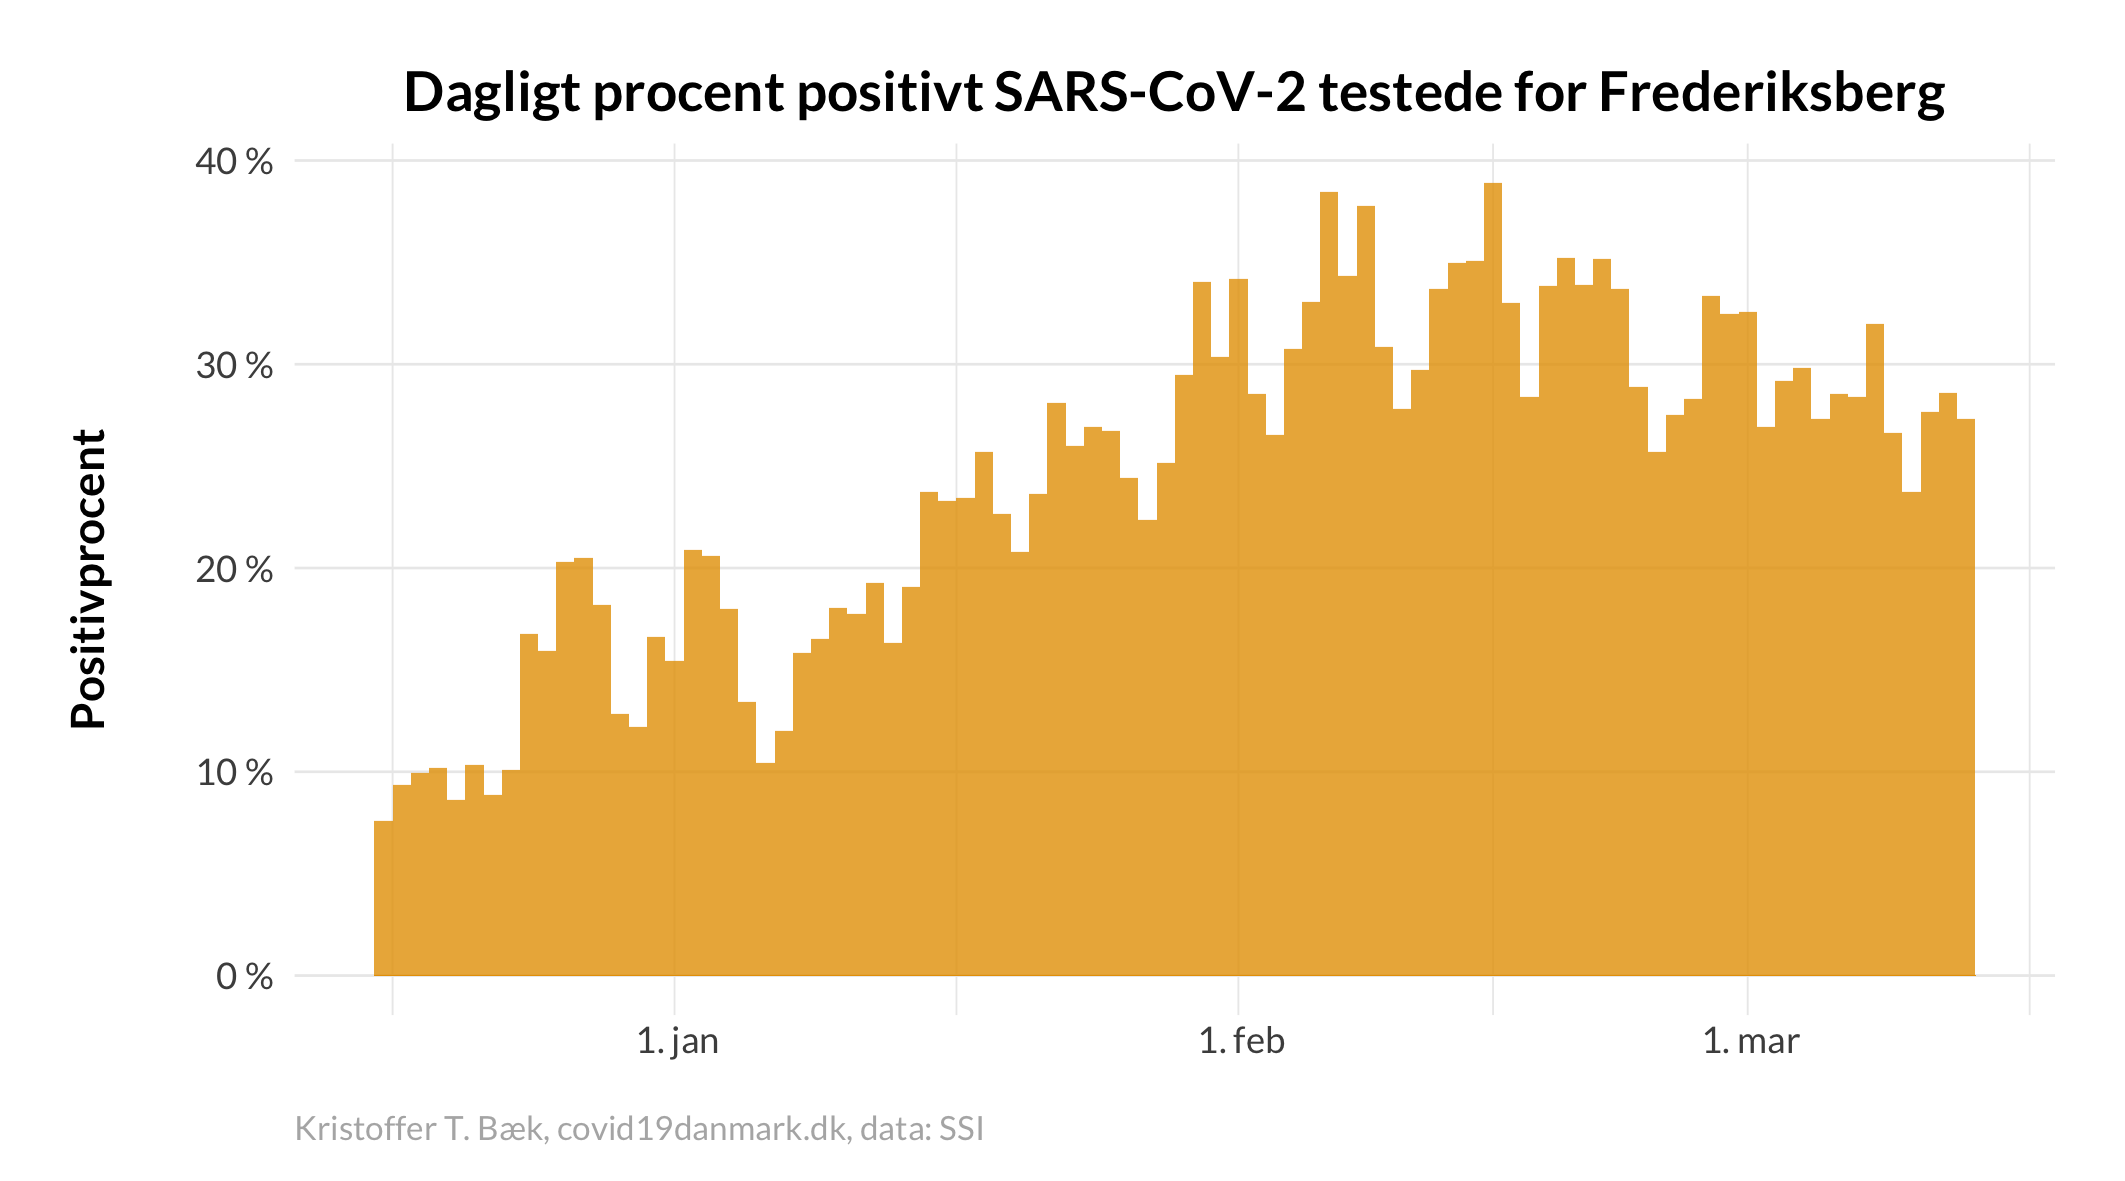 Dagligt procent positivt SARS-CoV-2 testede for Frederiksberg
Positivprocent
40 %
30 %
20 %
10 %
0 %
1. jan
1. feb
1. mar
Kristoffer T. Bæk, covid19danmark.dk, data: SSI